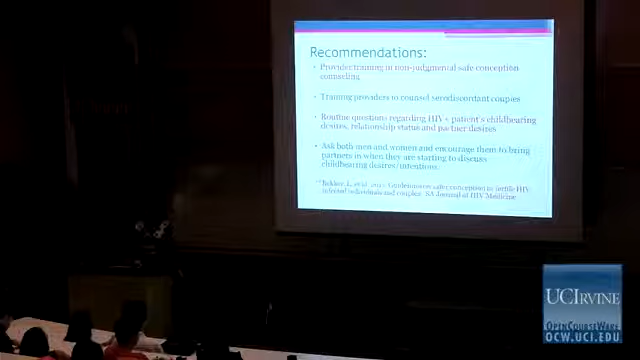 Recommendations:
• Provider training in non-judgmental safe conception
counseling
• Training providers to counsel serodiscordant couples
• Routine questions regarding HIV+ patient's childbearing
desires, relationship status and partner desires
• Ask both men and women and encourage them to bring
partners in when they are starting to discuss
childbearing desires/intentions.
Bekker, L, et al. Guideline on safer conception in fertile HIV
infected individuals and couples. SA Journal of HIV Medicine
UCIRVINE
OPENCOURSEWARE
OCW.UCI.EDU